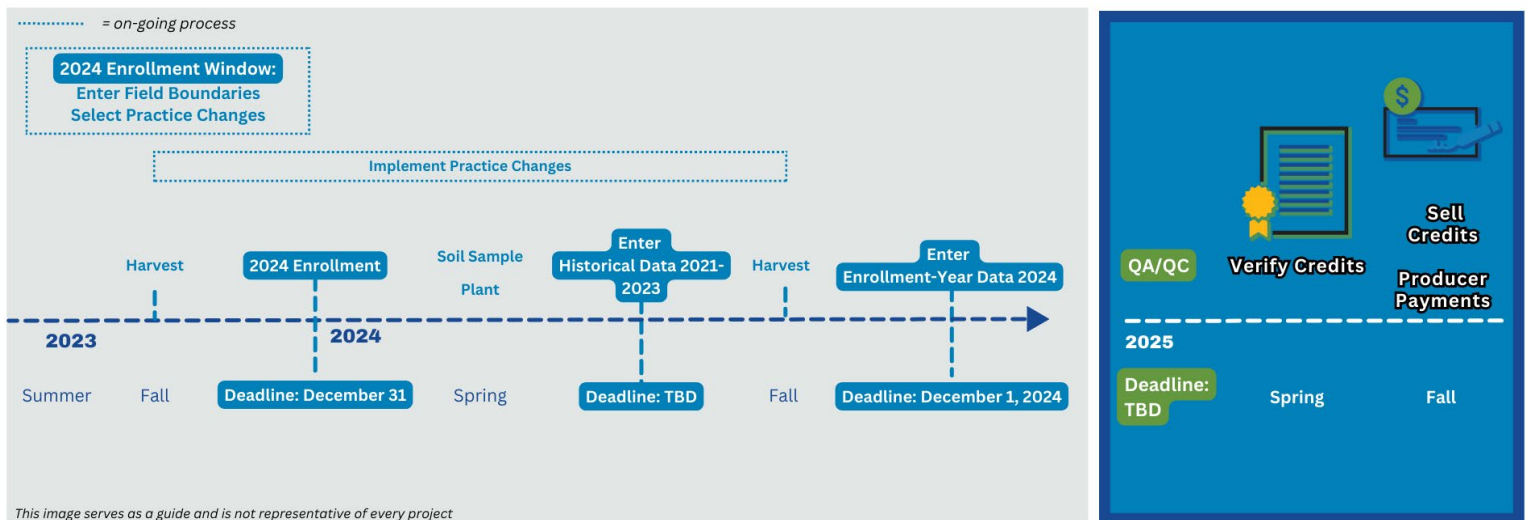 = on-going process
2024 Enrollment Window:
Enter Field Boundaries
Select Practice Changes
Implement Practice Changes
Harvest
2024 Enrollment
Soil Sample
Plant
Enter
Historical Data 2021-
2023
Harvest
Enter
Enrollment-Year Data 2024
2023
2024
Summer
Fall
Deadline: December 31
Spring
Deadline: TBD
Fall
Deadline: December 1, 2024
This image serves as a guide and is not representative of every project
$
QA/QC
Verify Credits
Sell
Credits
Producer
Payments
2025
Deadline:
TBD
Spring
Fall